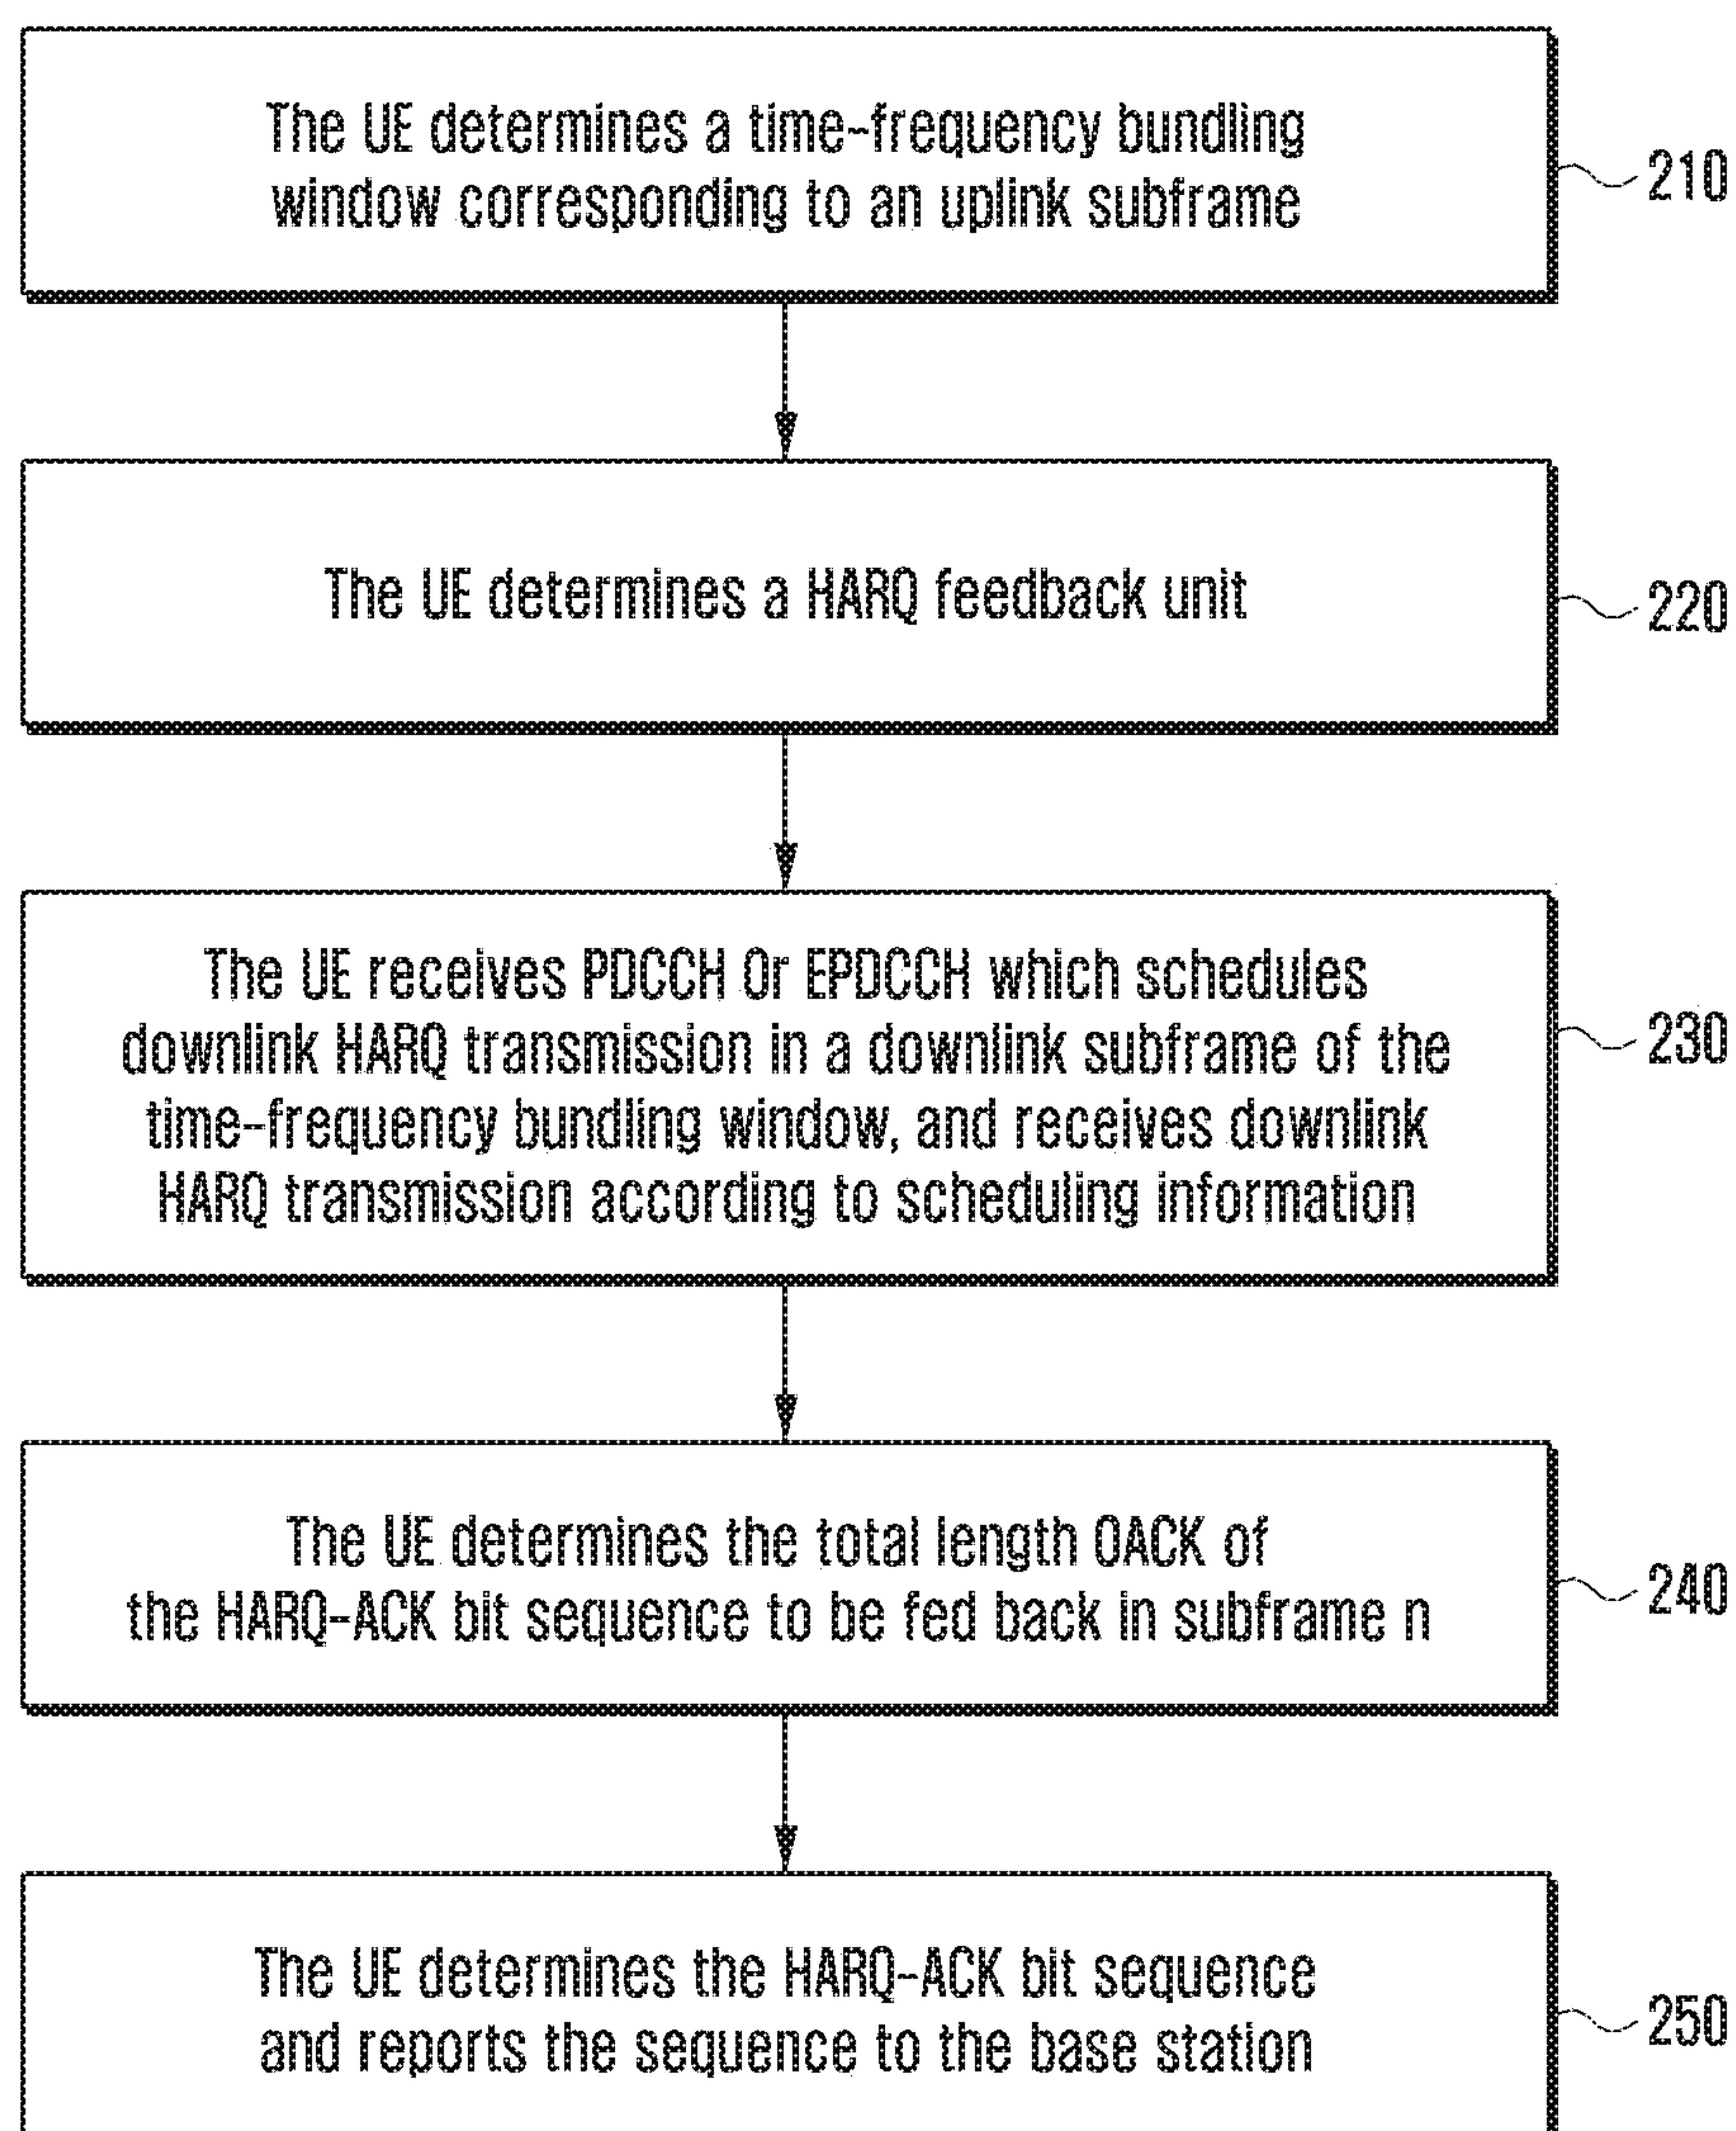 The UE determines a time-frequency bundling
window corresponding to an uplink subframe
210
The UE determines a HARQ feedback unit
220
The UE receives PDCCH Or EPDCCH which schedules
downlink HARQ transmission in a downlink subframe of the
time-frequency bundling window, and receives downlink
HARQ transmission according to scheduling information
230
The UE determines the total length OACK of
the HARQ-ACK bit sequence to be fed back in subframe n
240
The UE determines the HARQ-ACK bit sequence
and reports the sequence to the base station
250